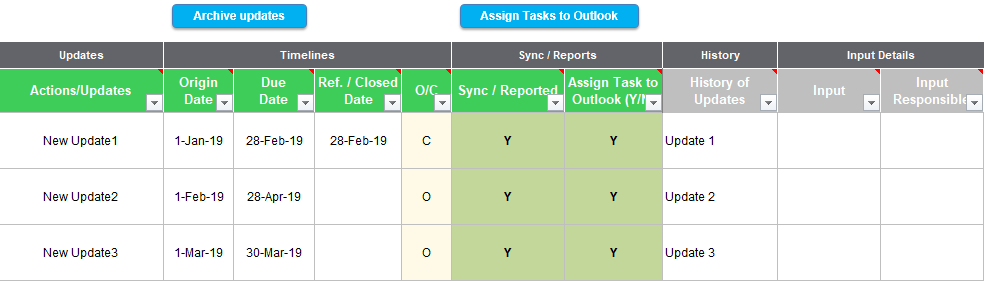 Archive updates Assign Tasks to Outlook
Updates Timelines Sync / Reports History Input Details
Actions/Updates Origin Date Due Date Ref. / Closed Date O/C Sync / Reported Assign Task to Outlook (Y/N History of Updates Input Input Responsible
New Update1 1-Jan-19 28-Feb-19 28-Feb-19 C Y Y Update 1
New Update2 1-Feb-19 28-Apr-19 O Y Y Update 2
New Update3 1-Mar-19 30-Mar-19 O Y Y Update 3